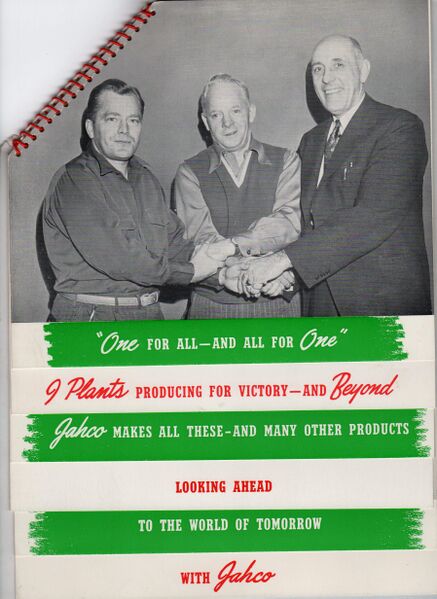 "One FOR ALL—AND ALL FOR One"
9 Plants PRODUCING FOR VICTORY—AND Beyond
Jahco MAKES ALL THESE-AND MANY OTHER PRODUCTS
LOOKING AHEAD
TO THE WORLD OF TOMORROW
WITH Jahco